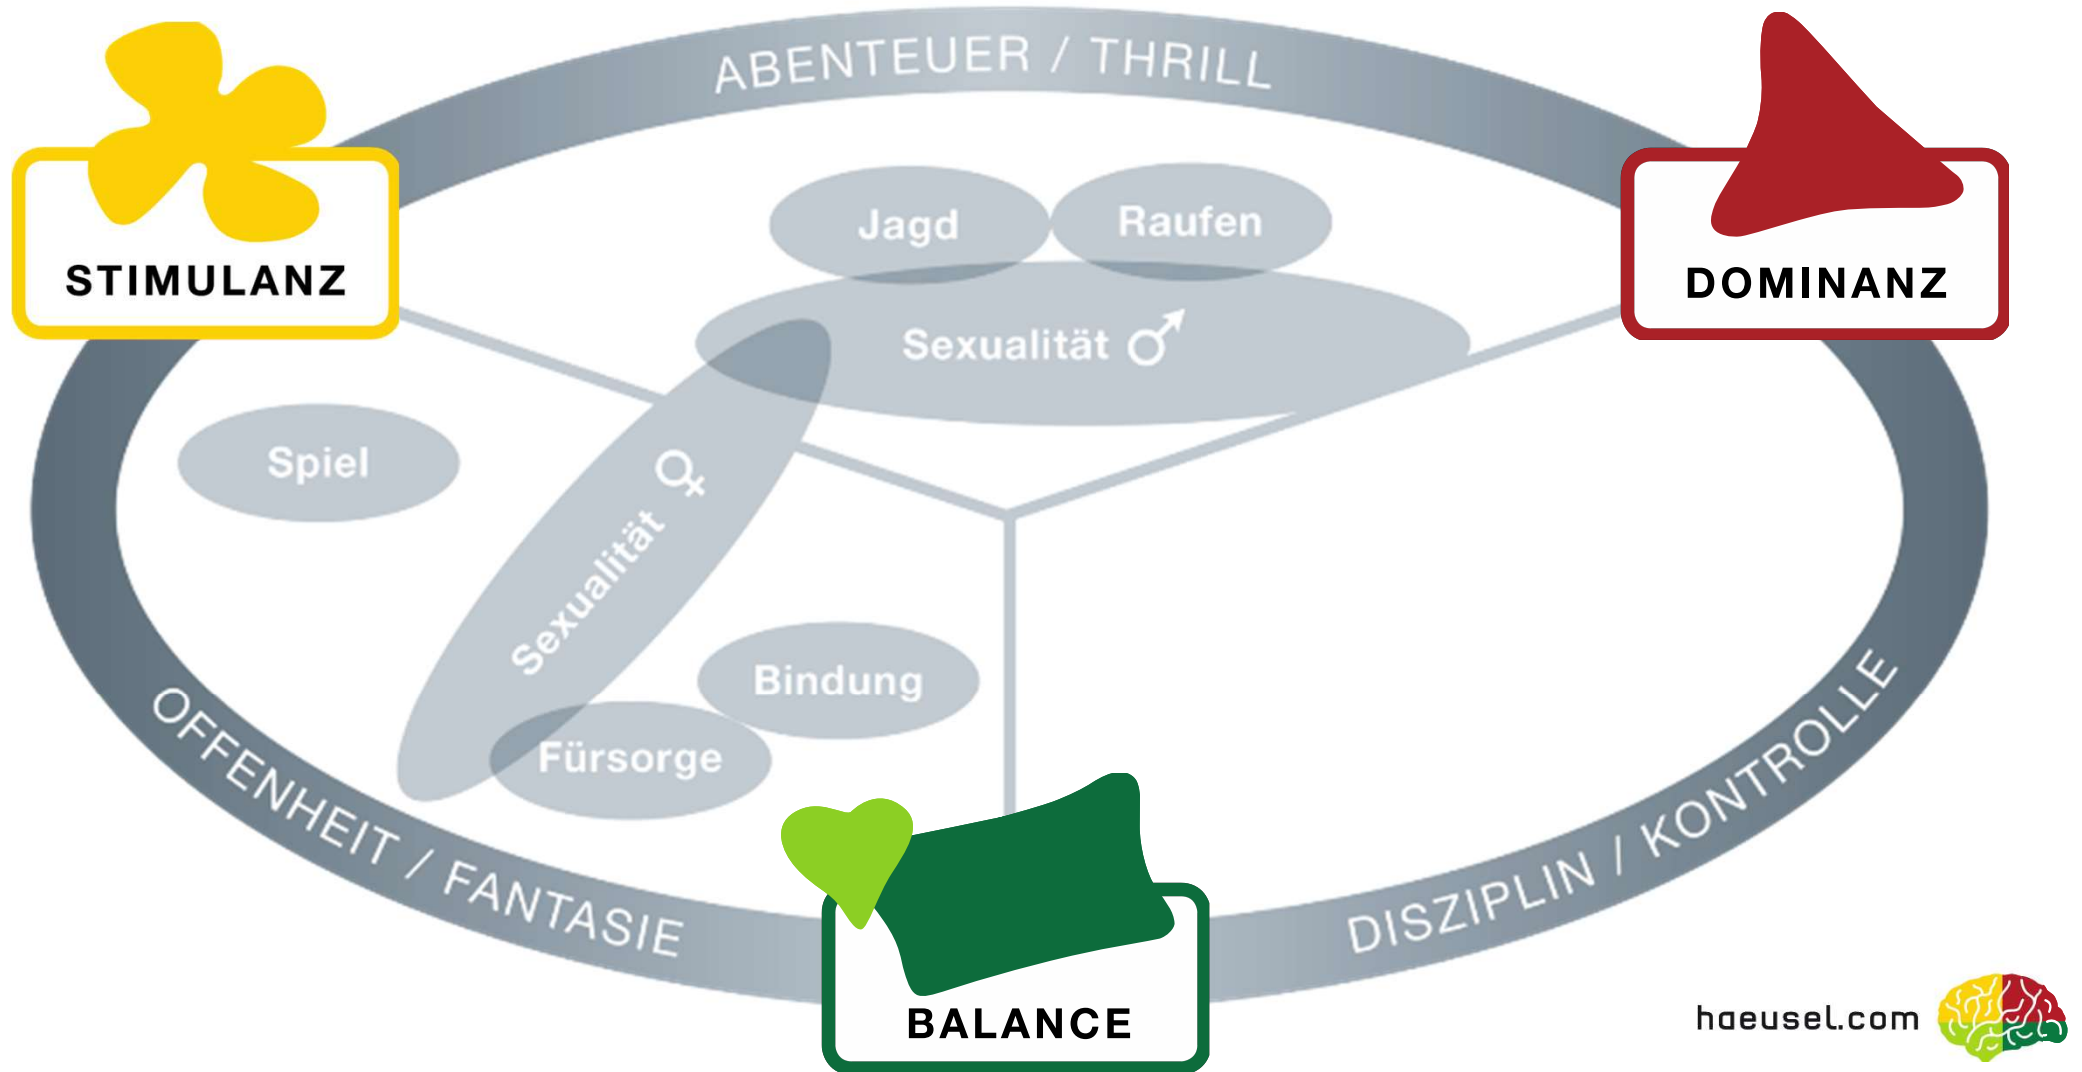 ABENTEUER / THRILL
STIMULANZ
DOMINANZ
Jagd
Raufen
Sexualität ♂
Spiel
Sexualität ♀
Bindung
Fürsorge
OFFENHEIT / FANTASIE
DISZIPLIN / KONTROLLE
BALANCE
haeusel.com